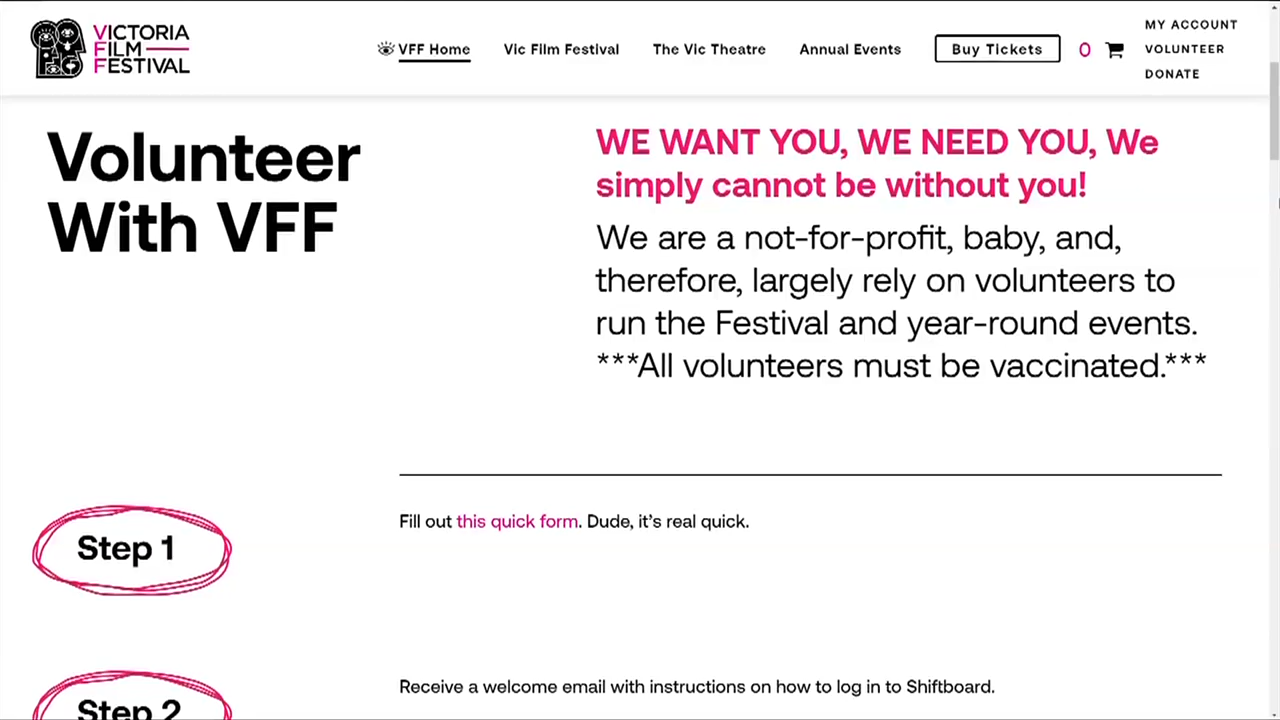 VICTORIA
FILM
FESTIVAL
VFF Home
Vic Film Festival
The Vic Theatre
Annual Events
Buy Tickets
0
MY ACCOUNT
VOLUNTEER
DONATE
Volunteer
With VFF
WE WANT YOU, WE NEED YOU, We
simply cannot be without you!
We are a not-for-profit, baby, and,
therefore, largely rely on volunteers to
run the Festival and year-round events.
***All volunteers must be vaccinated.***
Step 1
Fill out this quick form. Dude, it’s real quick.
Step 2
Receive a welcome email with instructions on how to log in to Shiftboard.